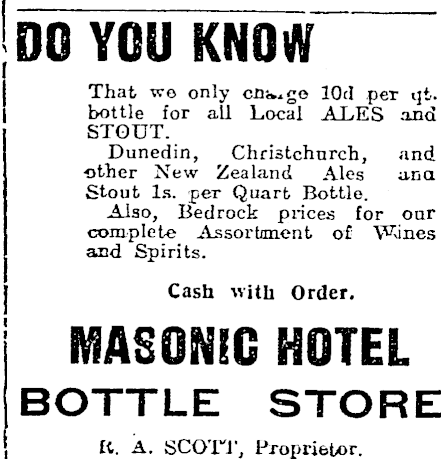 DO YOU KNOW
That we only charge 10d per qt.
bottle for all Local ALES and
STOUT.
Dunedin, Christchurch, and
other New Zealand Ales and
Stout 1s. per Quart Bottle.
Also, Bedrock prices for our
complete Assortment of Wines
and Spirits.
Cash with Order.
MASONIC HOTEL
BOTTLE STORE
R. A. SCOTT, Proprietor.